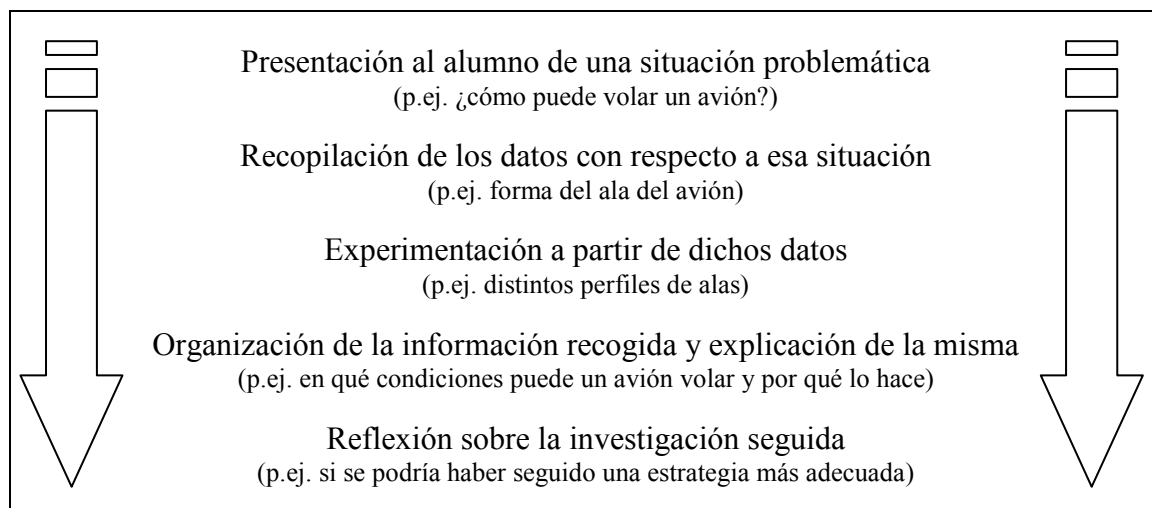 Presentación al alumno de una situación problemática
(p.ej. ¿cómo puede volar un avión?)
Recopilación de los datos con respecto a esa situación
(p.ej. forma del ala del avión)
Experimentación a partir de dichos datos
(p.ej. distintos perfiles de alas)
Organización de la información recogida y explicación de la misma
(p.ej. en qué condiciones puede un avión volar y por qué lo hace)
Reflexión sobre la investigación seguida
(p.ej. si se podría haber seguido una estrategia más adecuada)